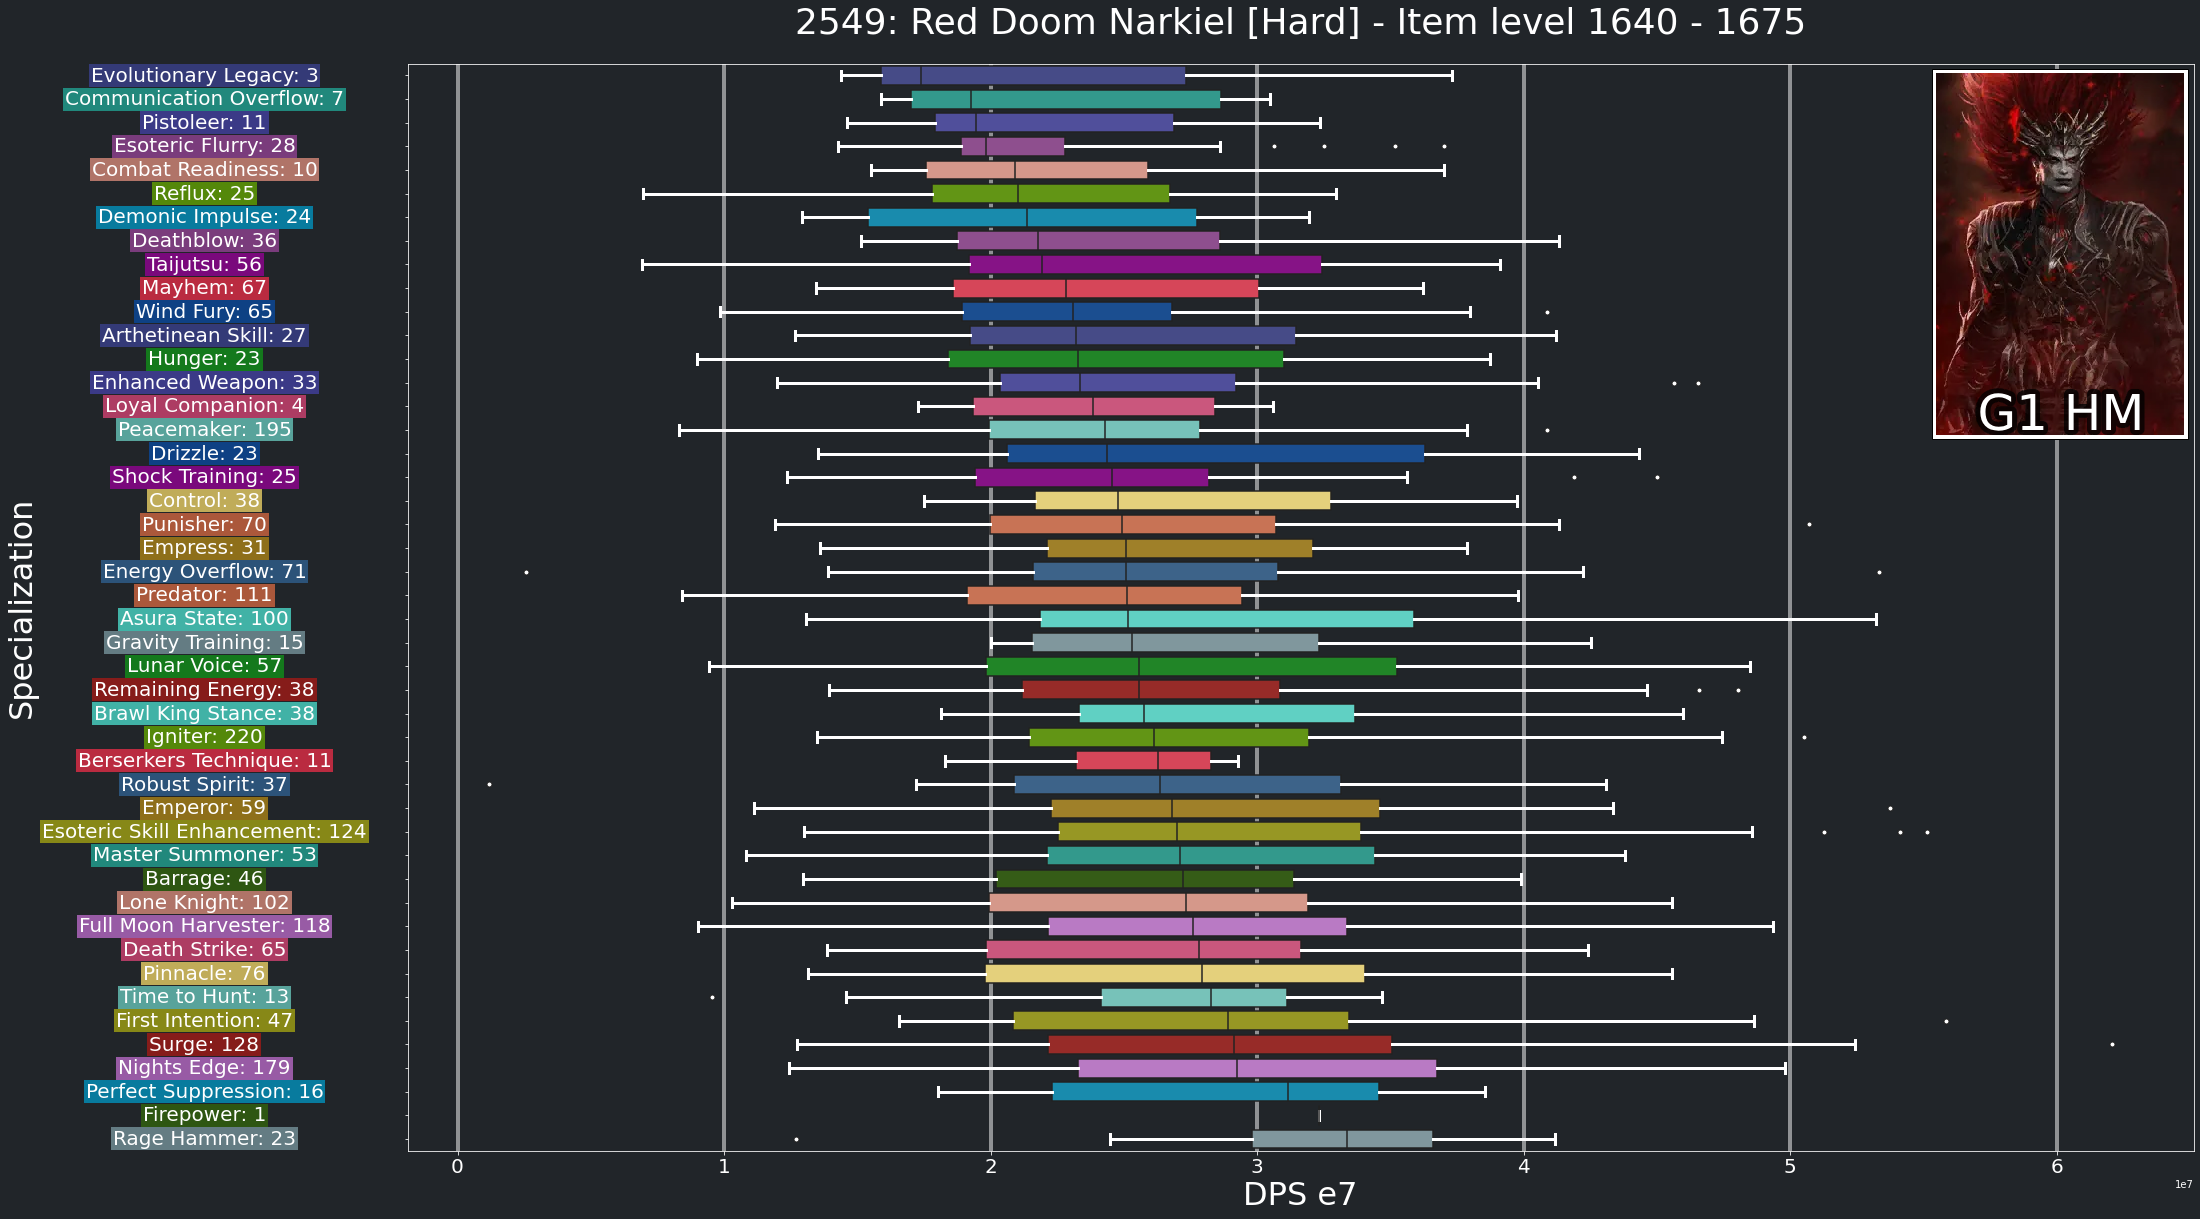 2549: Red Doom Narkiel [Hard] - Item level 1640 - 1675
Specialization
Evolutionary Legacy: 3
Communication Overflow: 7
Pistoleer: 11
Esoteric Flurry: 28
Combat Readiness: 10
Reflux: 25
Demonic Impulse: 24
Deathblow: 36
Taijutsu: 56
Mayhem: 67
Wind Fury: 65
Arthetinean Skill: 27
Hunger: 23
Enhanced Weapon: 33
Loyal Companion: 4
Peacemaker: 195
Drizzle: 23
Shock Training: 25
Control: 38
Punisher: 70
Empress: 31
Energy Overflow: 71
Predator: 111
Asura State: 100
Gravity Training: 15
Lunar Voice: 57
Remaining Energy: 38
Brawl King Stance: 38
Igniter: 220
Berserkers Technique: 11
Robust Spirit: 37
Emperor: 59
Esoteric Skill Enhancement: 124
Master Summoner: 53
Barrage: 46
Lone Knight: 102
Full Moon Harvester: 118
Death Strike: 65
Pinnacle: 76
Time to Hunt: 13
First Intention: 47
Surge: 128
Nights Edge: 179
Perfect Suppression: 16
Firepower: 1
Rage Hammer: 23
G1 HM
0 1 2 3 4 5 6
DPS e7
1e7